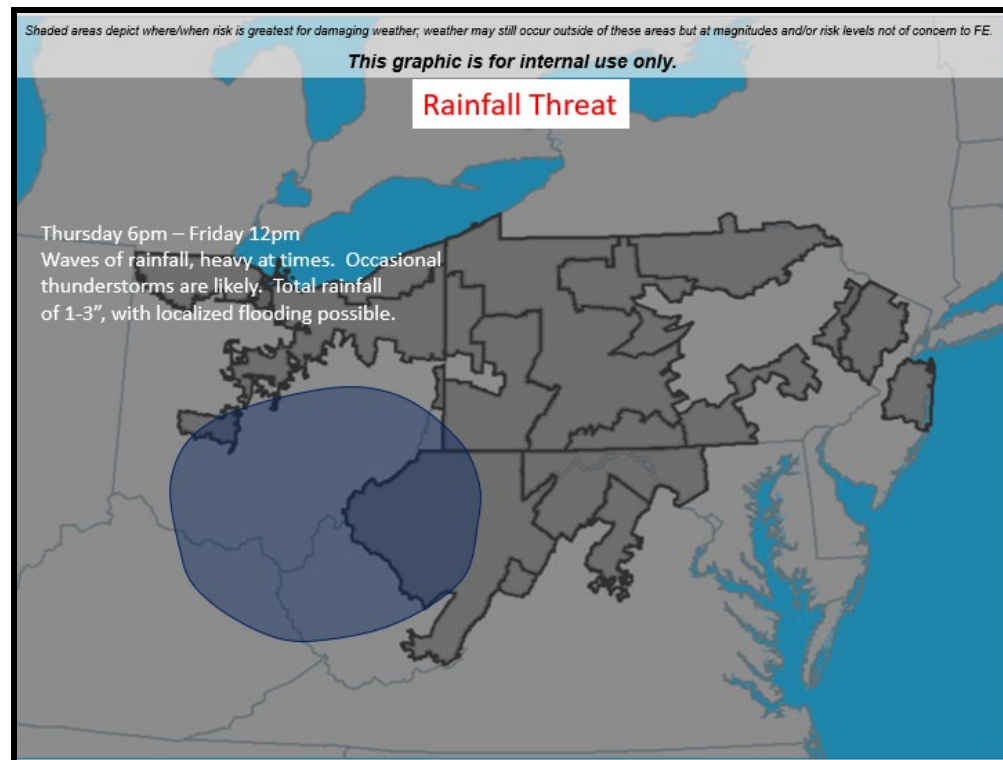 Shaded areas depict where/when risk is greatest for damaging weather; weather may still occur outside of these areas but at magnitudes and/or risk levels not of concern to FE.
This graphic is for internal use only.
Rainfall Threat
Thursday 6pm – Friday 12pm
Waves of rainfall, heavy at times.  Occasional
thunderstorms are likely.  Total rainfall
of 1-3”, with localized flooding possible.